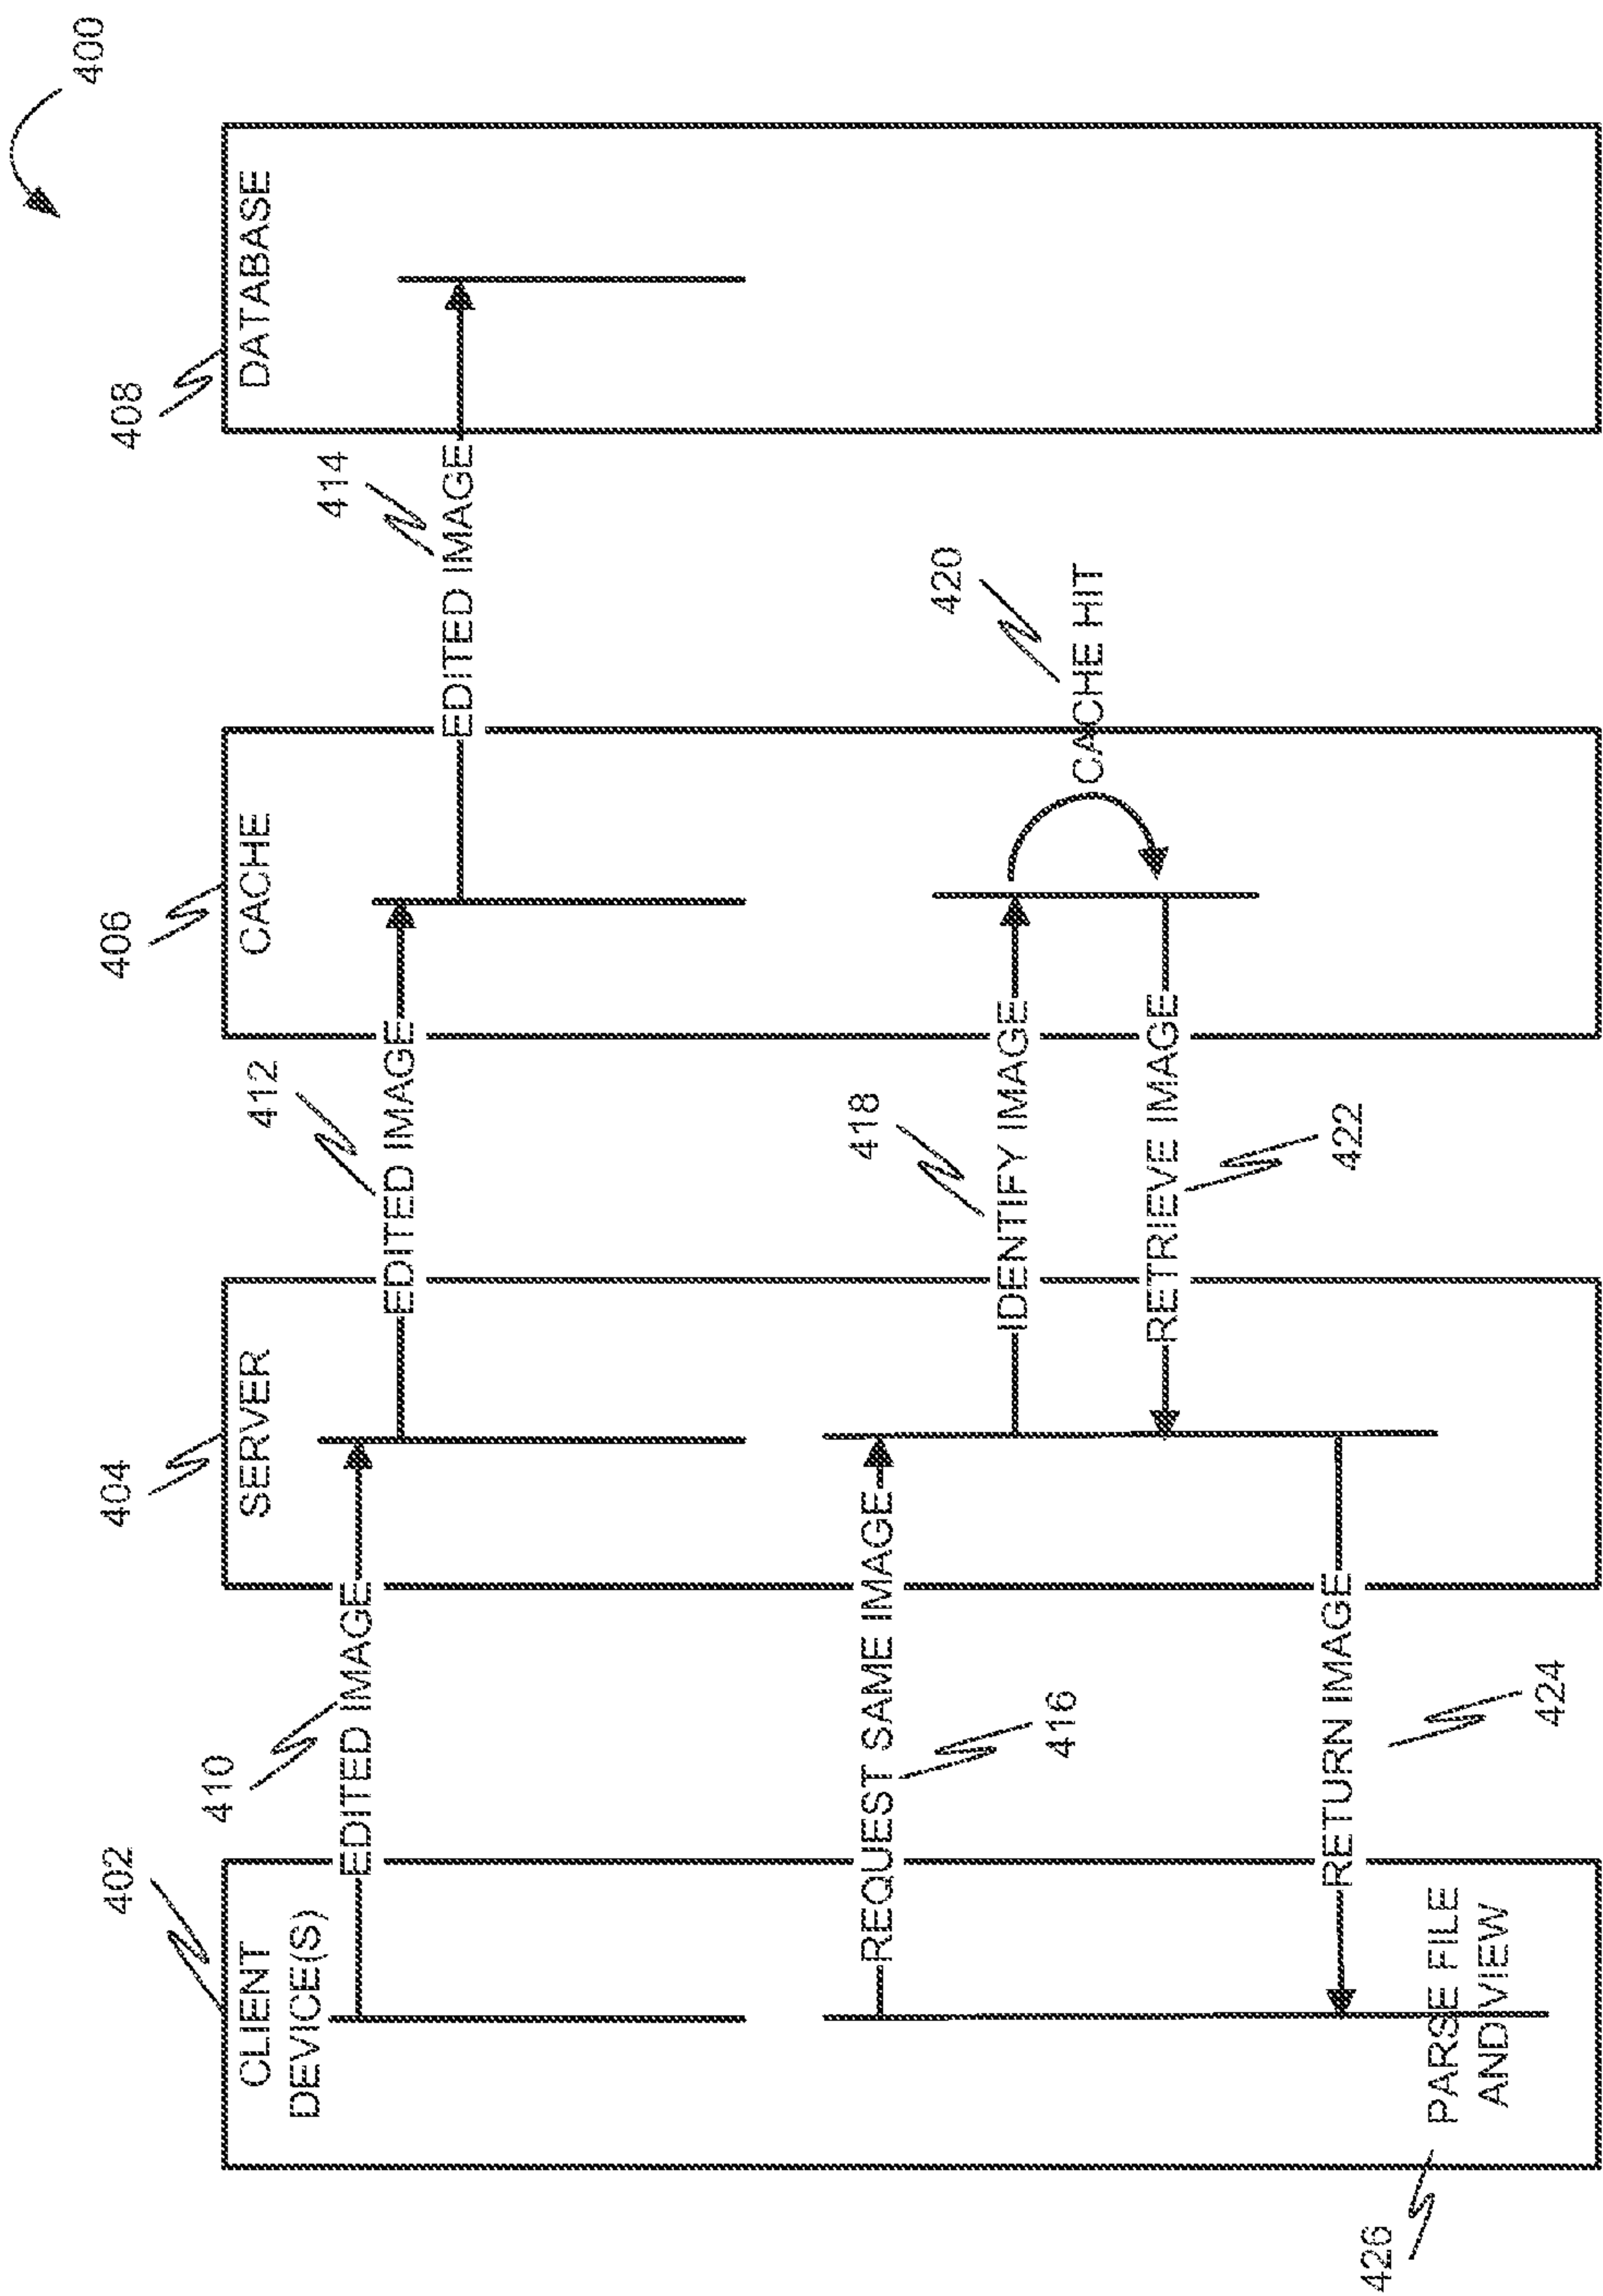 400
402
CLIENT
DEVICE(S)
404
SERVER
406
CACHE
408
DATABASE
410
EDITED IMAGE
412
EDITED IMAGE
414
EDITED IMAGE
REQUEST SAME IMAGE
416
418
IDENTIFY IMAGE
420
CACHE HIT
RETRIEVE IMAGE
422
RETURN IMAGE
424
PARSE FILE
AND VIEW
426